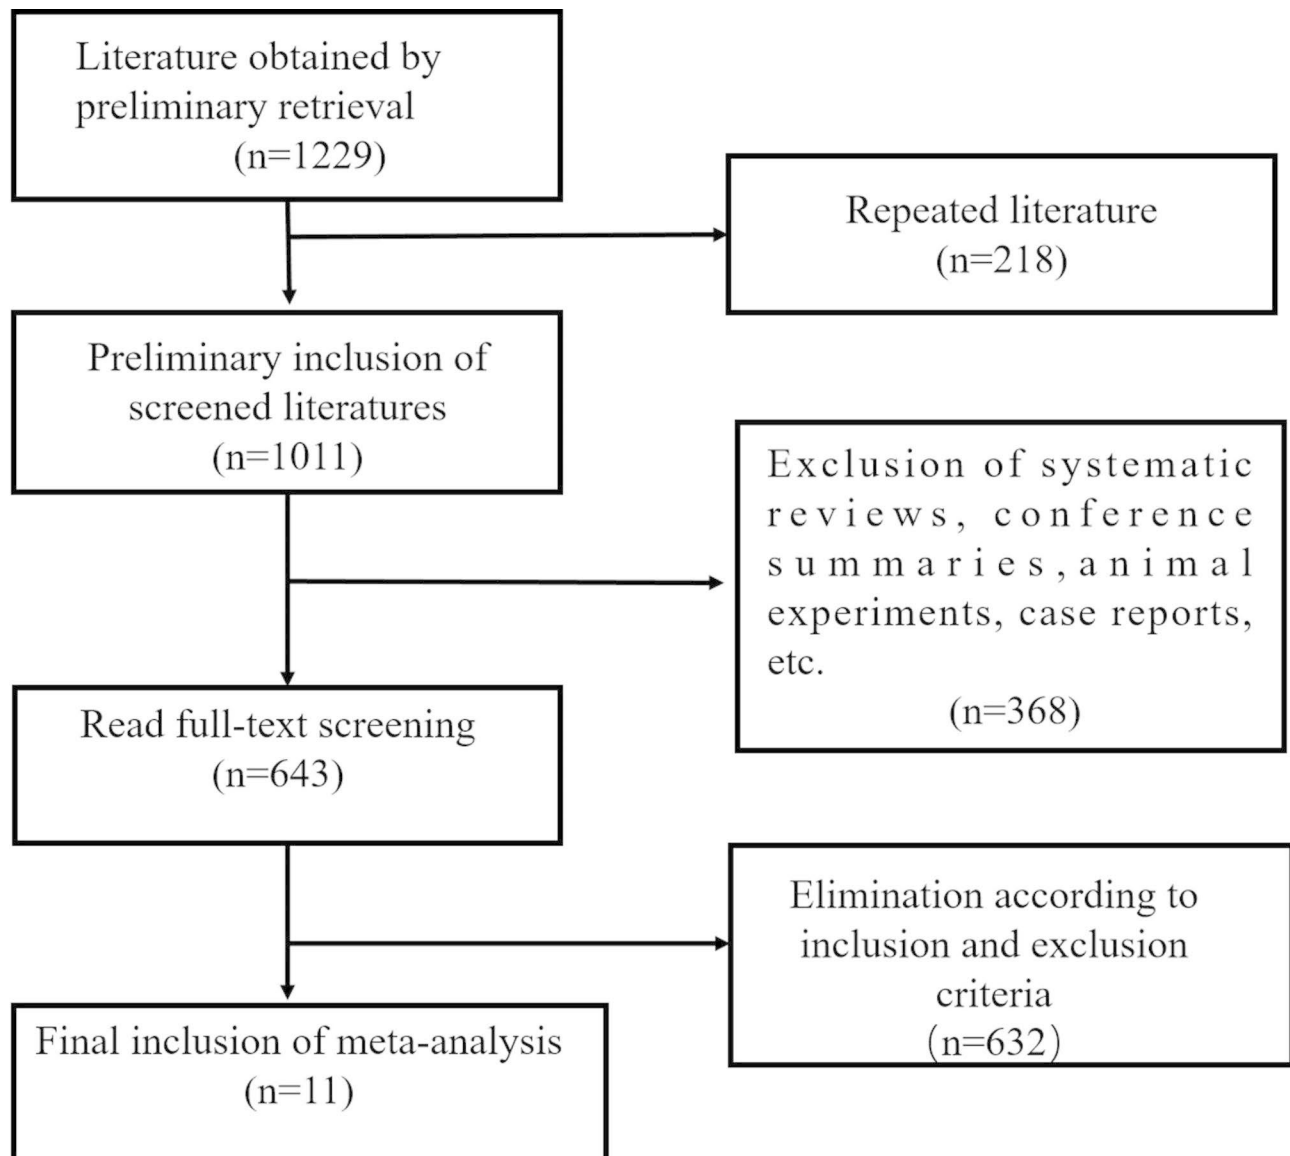 Literature obtained by
preliminary retrieval
(n=1229)
Repeated literature
(n=218)
Preliminary inclusion of
screened literatures
(n=1011)
Exclusion of systematic
reviews, conference
summaries,animal
experiments, case reports,
etc.
(n=368)
Read full-text screening
(n=643)
Elimination according to
inclusion and exclusion
criteria
(n=632)
Final inclusion of meta-analysis
(n=11)